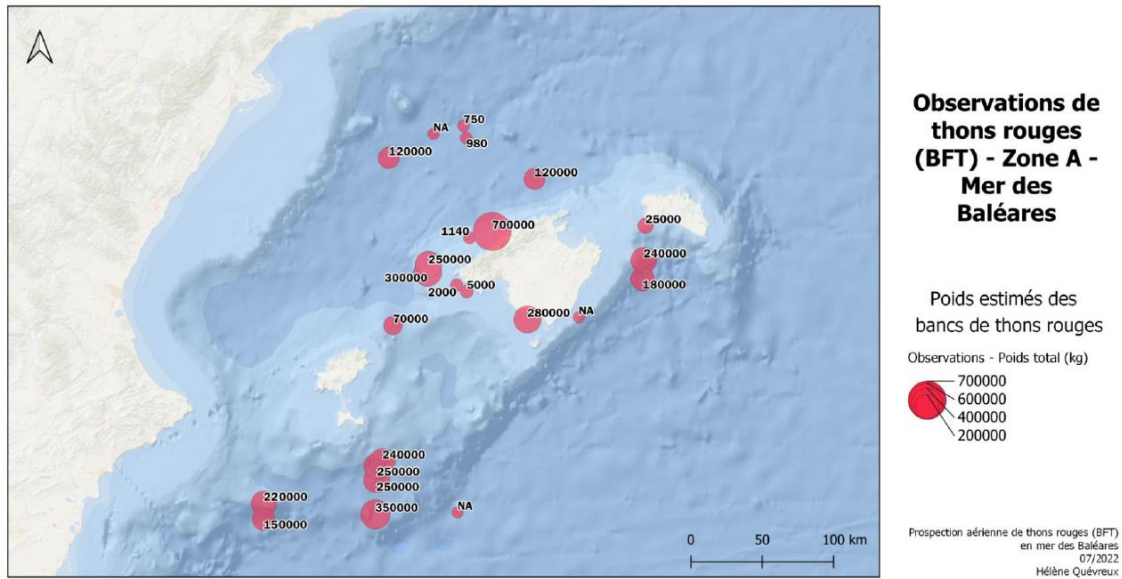 NA
750
980
120000
120000
25000
700000
1140
240000
250000
300000
180000
5000
2000
280000
NA
70000
240000
250000
250000
220000
350000
NA
150000
0 50 100 km
Observations de
thons rouges
(BFT) - Zone A -
Mer des
Baléares
Poids estimés des
bancs de thons rouges
Observations - Poids total (kg)
700000
600000
400000
200000
Prospection aérienne de thons rouges (BFT)
en mer des Baléares
07/2022
Hélène Quévreux